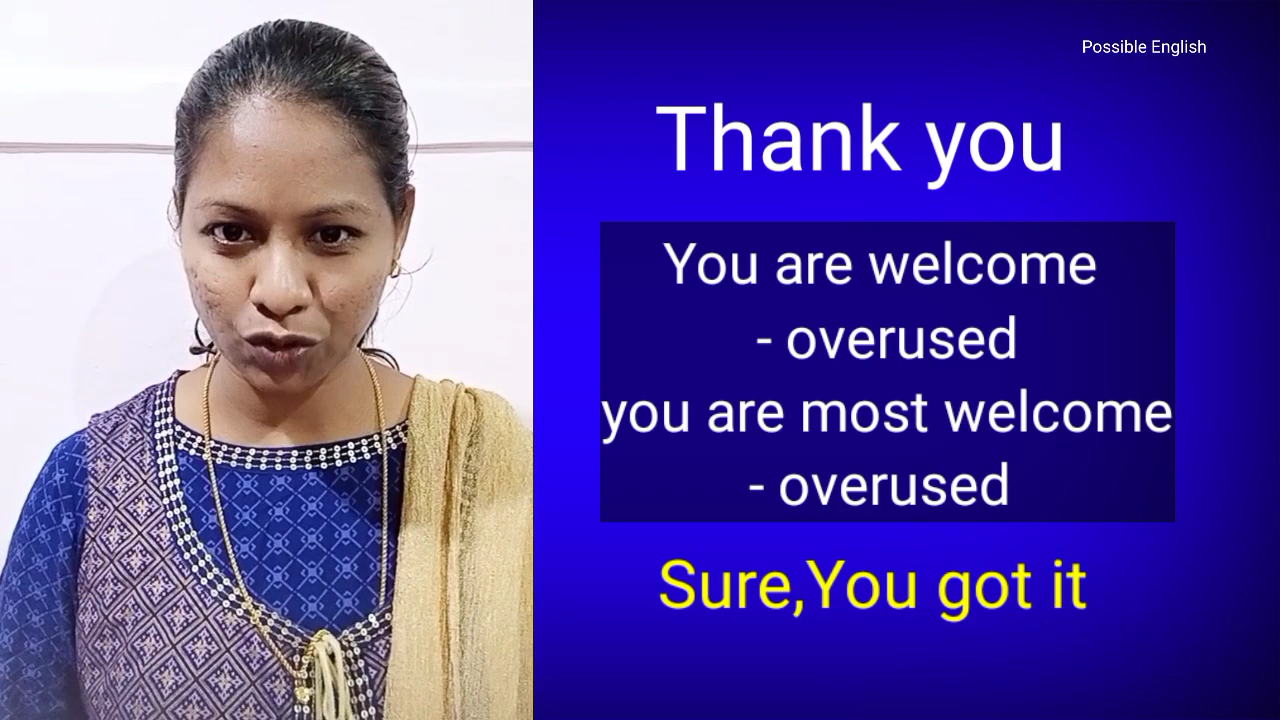 Possible English
Thank you
You are welcome
- overused
you are most welcome
- overused
Sure,You got it